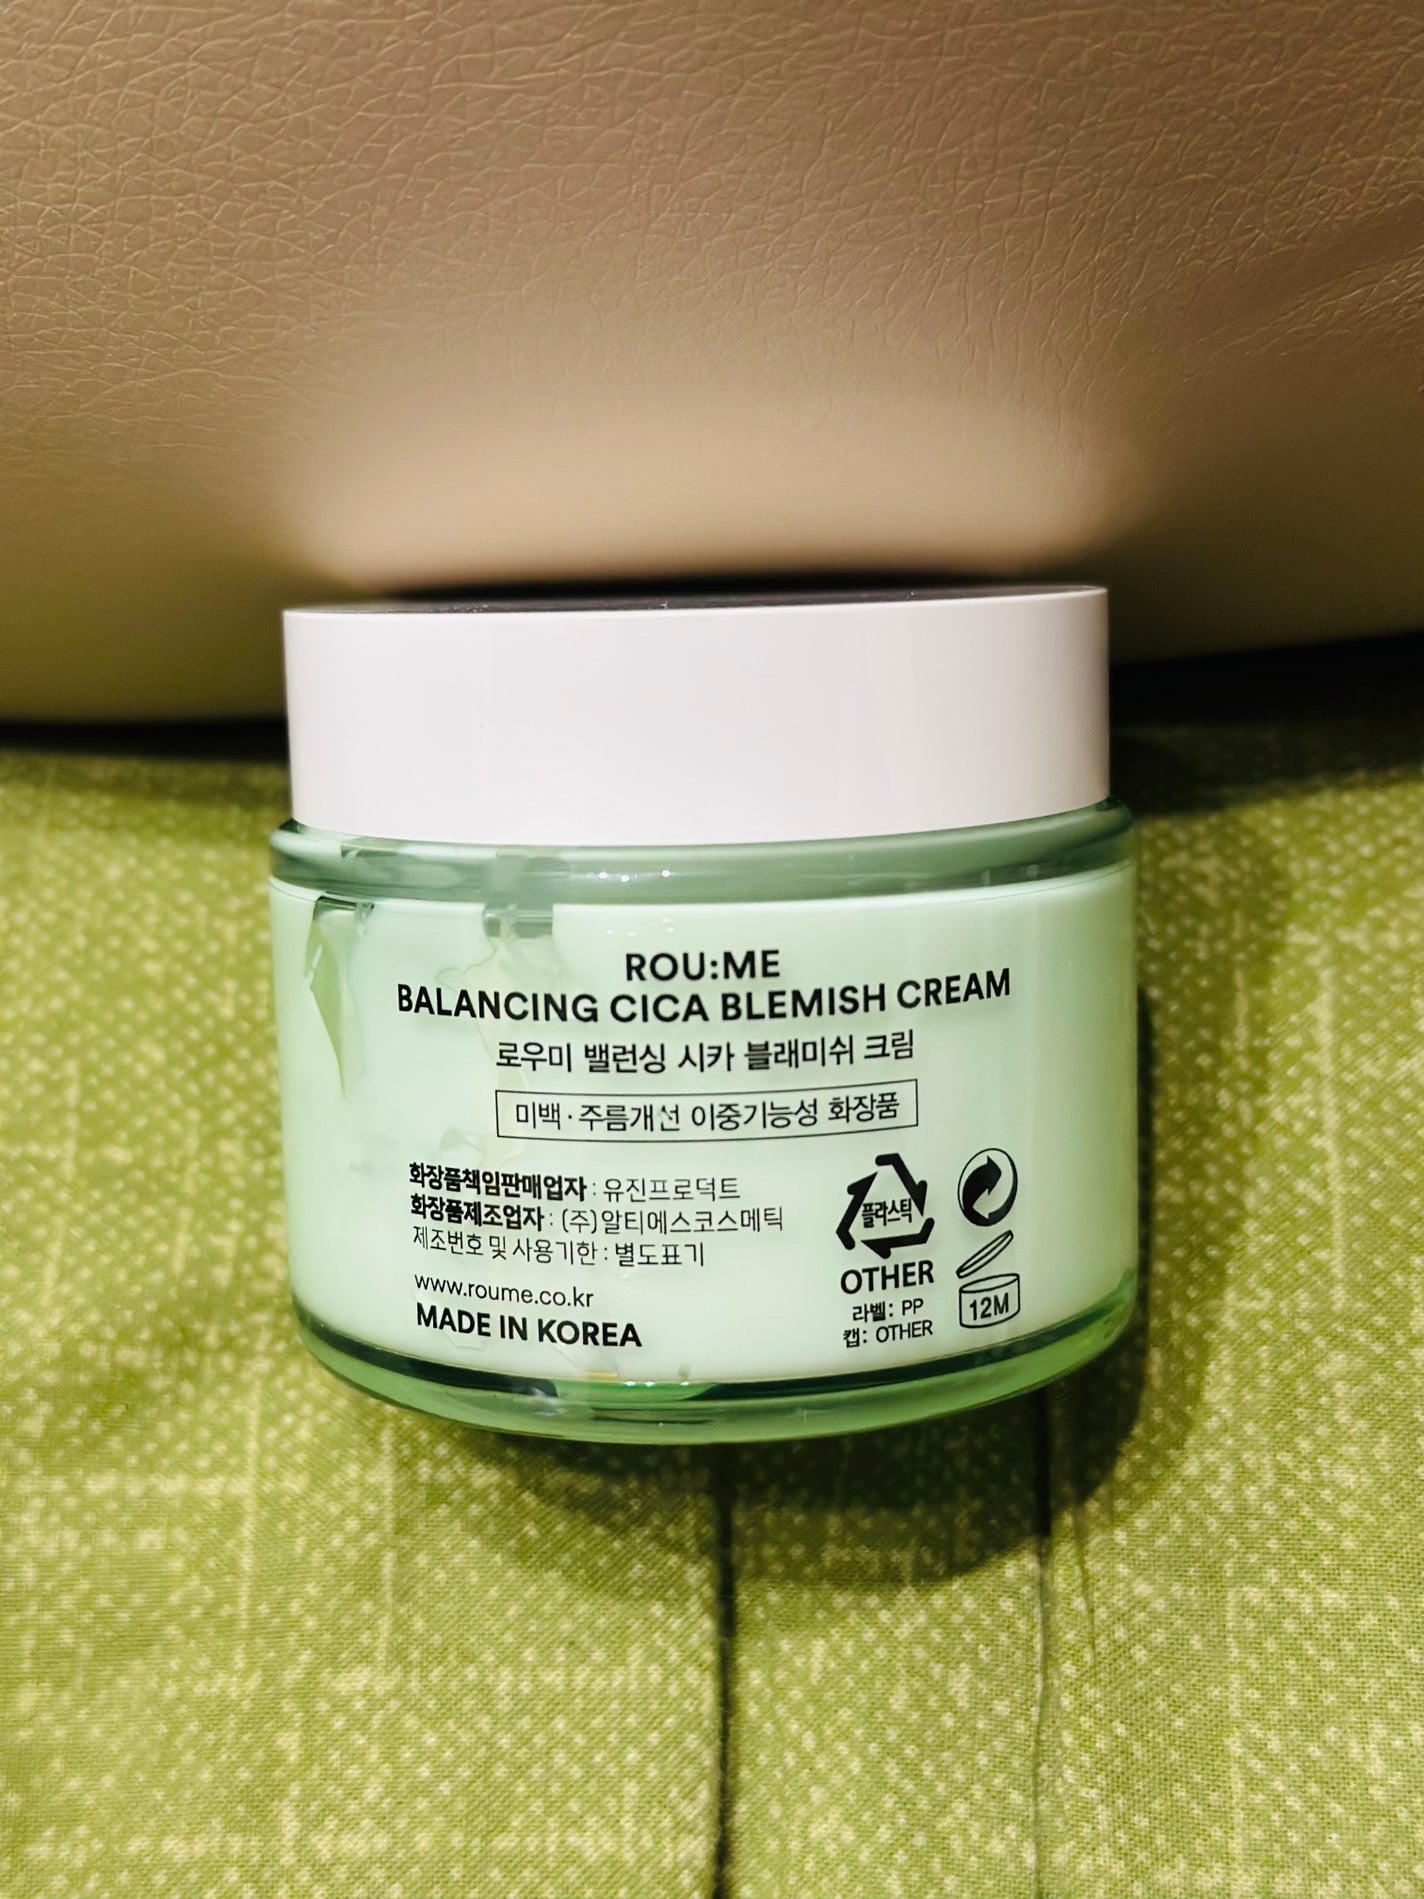 ROU:ME
BALANCING CICA BLEMISH CREAM
로우미 밸런싱 시카 블래미쉬 크림
미백·주름개선 이중기능성 화장품
화장품책임판매업자 : 유진프로덕트
화장품제조업자 : (주)알티에스코스메틱
제조번호 및 사용기한 : 별도표기
www.roume.co.kr
MADE IN KOREA
플라스틱
OTHER
라벨: PP
캡: OTHER
12M